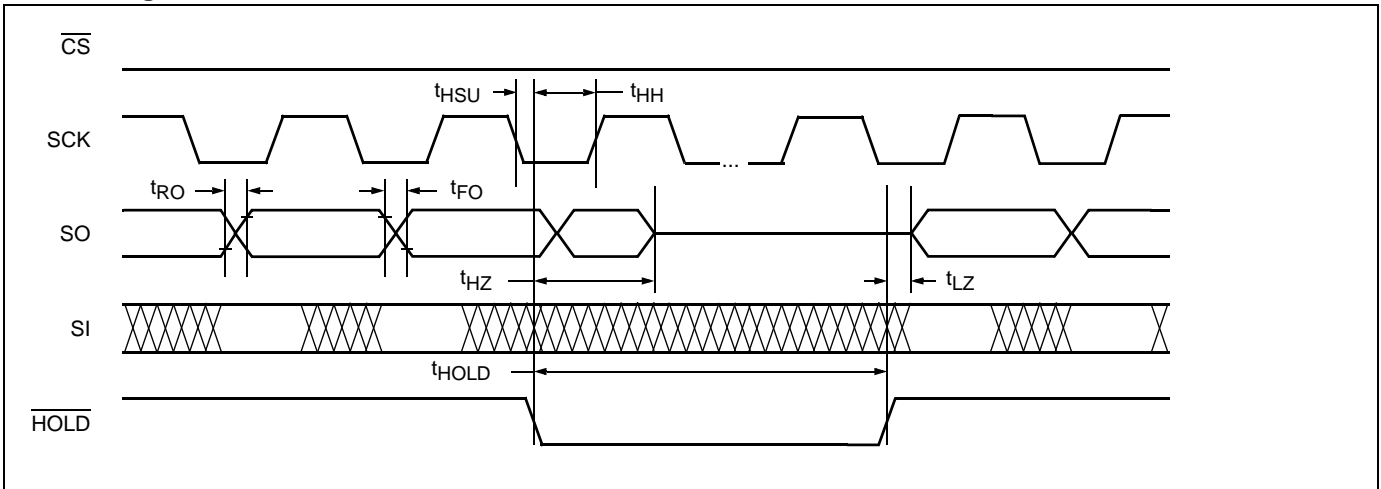 CS
tHSU
tHH
SCK
...
tRO
tFO
SO
tHZ
tLZ
SI
tHOLD
HOLD